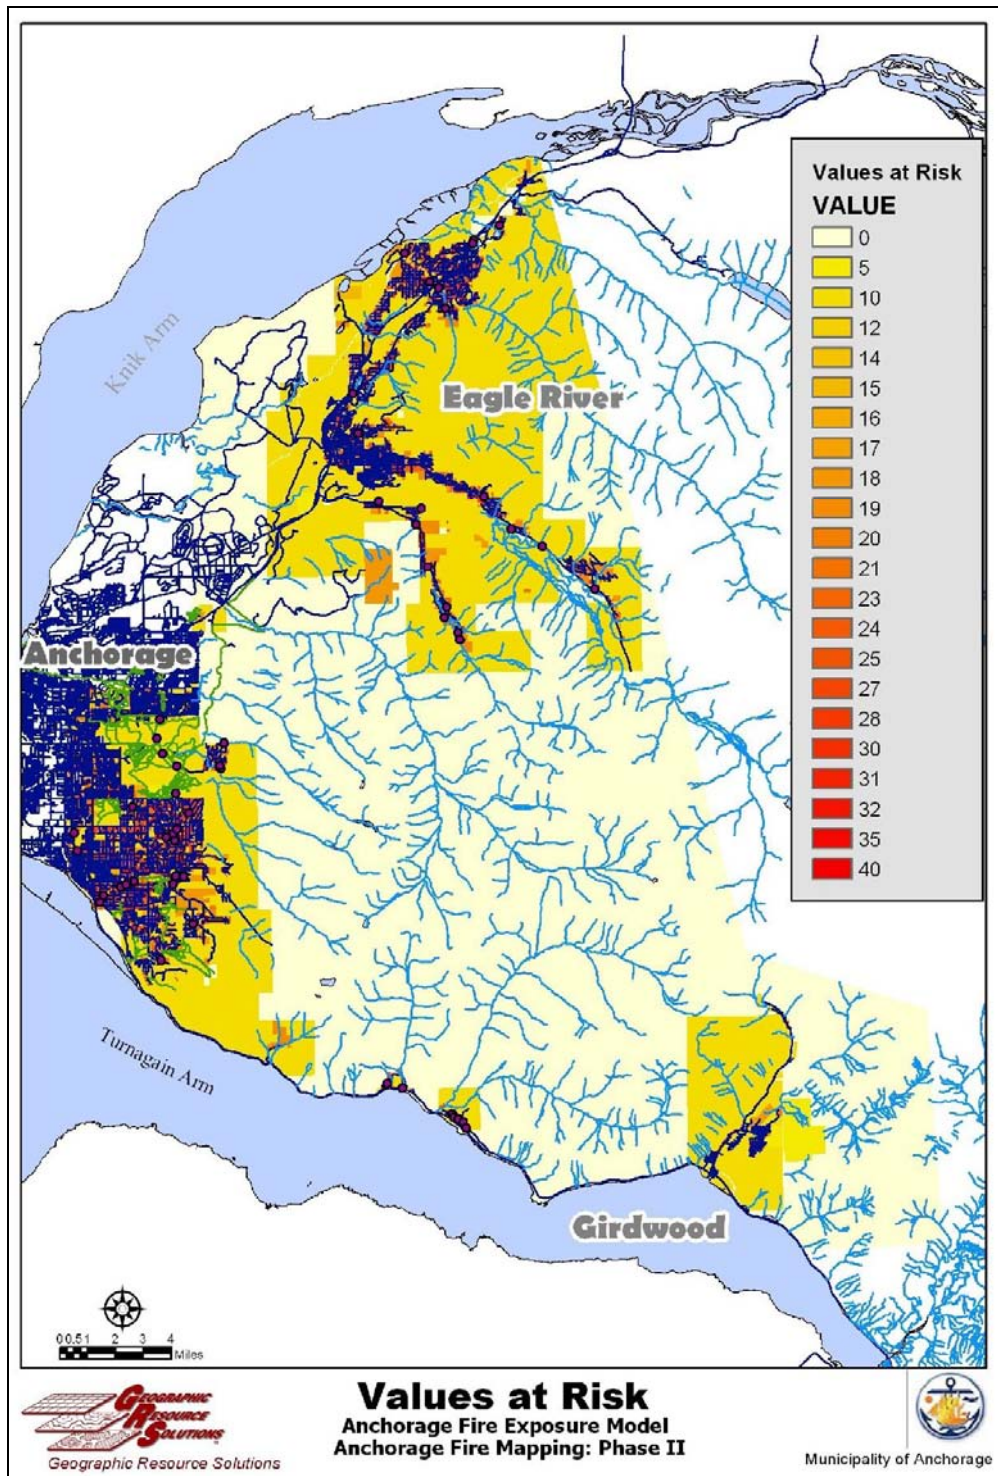 Values at Risk
VALUE
0
5
10
12
14
15
16
17
18
19
20
21
23
24
25
27
28
30
31
32
35
40
Knik Arm
Eagle River
Anchorage
Turnagain Arm
Girdwood
0 0.5 1 2 3 4
Miles
GEOGRAPHIC
RESOURCE
SOLUTIONS
Geographic Resource Solutions
Values at Risk
Anchorage Fire Exposure Model
Anchorage Fire Mapping: Phase II
Municipality of Anchorage